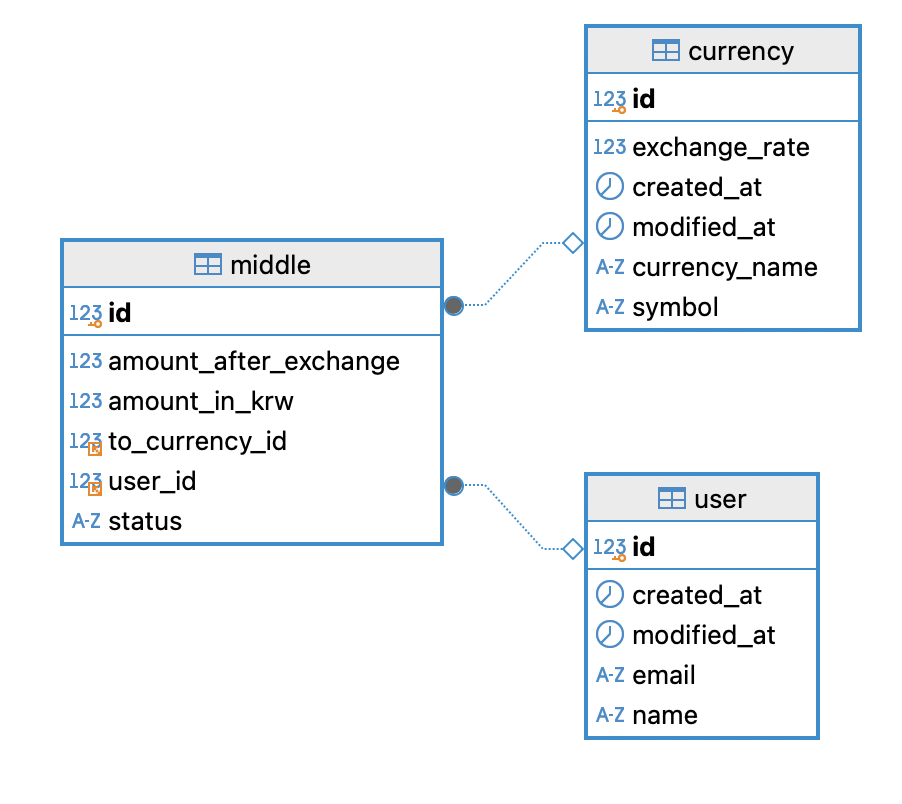 currency
123 id
123 exchange_rate
created_at
modified_at
A-Z currency_name
A-Z symbol
middle
123 id
123 amount_after_exchange
123 amount_in_krw
123 to_currency_id
123 user_id
A-Z status
user
123 id
created_at
modified_at
A-Z email
A-Z name